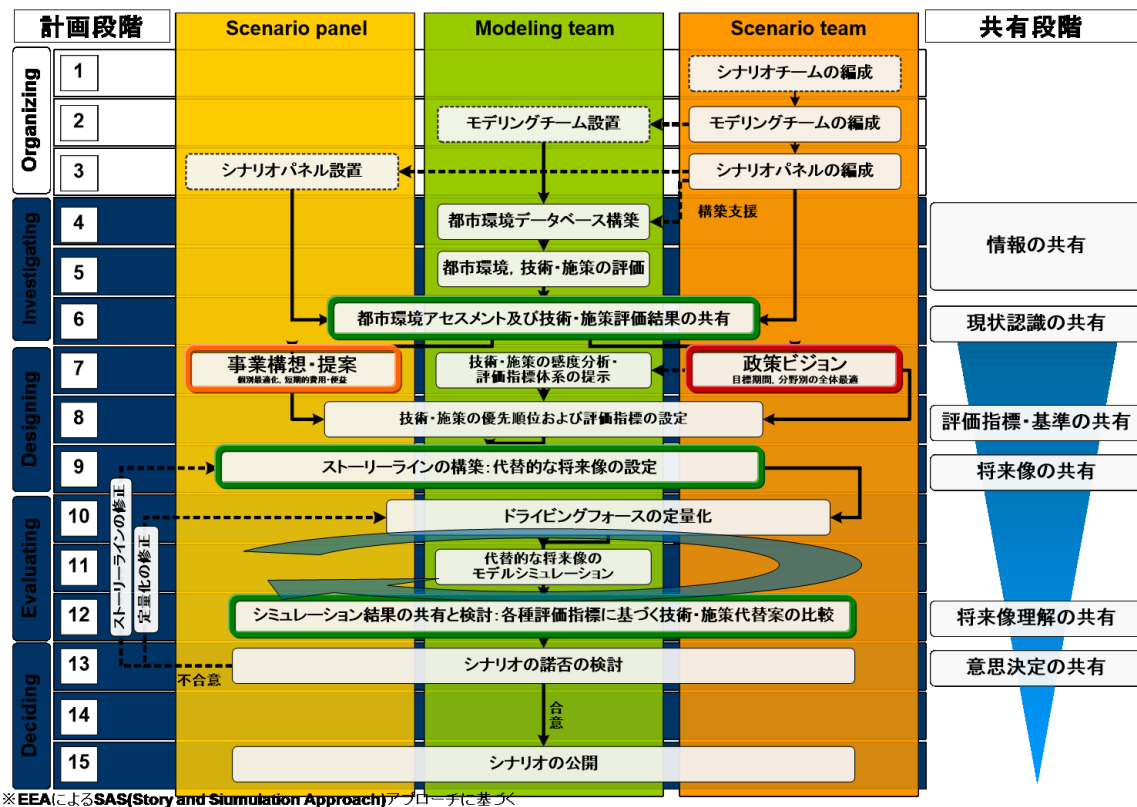 計画段階
Scenario panel
Modeling team
Scenario team
共有段階
Organizing
1
シナリオチームの編成
2
モデリングチーム設置
モデリングチームの編成
3
シナリオパネル設置
シナリオパネルの編成
Investigating
4
都市環境データベース構築
構築支援
情報の共有
5
都市環境, 技術・施策の評価
6
都市環境アセスメント及び技術・施策評価結果の共有
現状認識の共有
Designing
7
事業構想・提案
個別最適化, 短期的費用・便益
技術・施策の感度分析・
評価指標体系の提示
政策ビジョン
目標期間, 分野別の全体最適
8
技術・施策の優先順位および評価指標の設定
評価指標・基準の共有
9
ストーリーラインの構築:代替的な将来像の設定
将来像の共有
Evaluating
ストーリーラインの修正
定量化の修正
10
ドライビングフォースの定量化
11
代替的な将来像の
モデルシミュレーション
12
シミュレーション結果の共有と検討:各種評価指標に基づく技術・施策代替案の比較
将来像理解の共有
Deciding
13
不合意
シナリオの諾否の検討
意思決定の共有
14
合意
15
シナリオの公開
※EEAによるSAS(Story and Siumulation Approach)アプローチに基づく